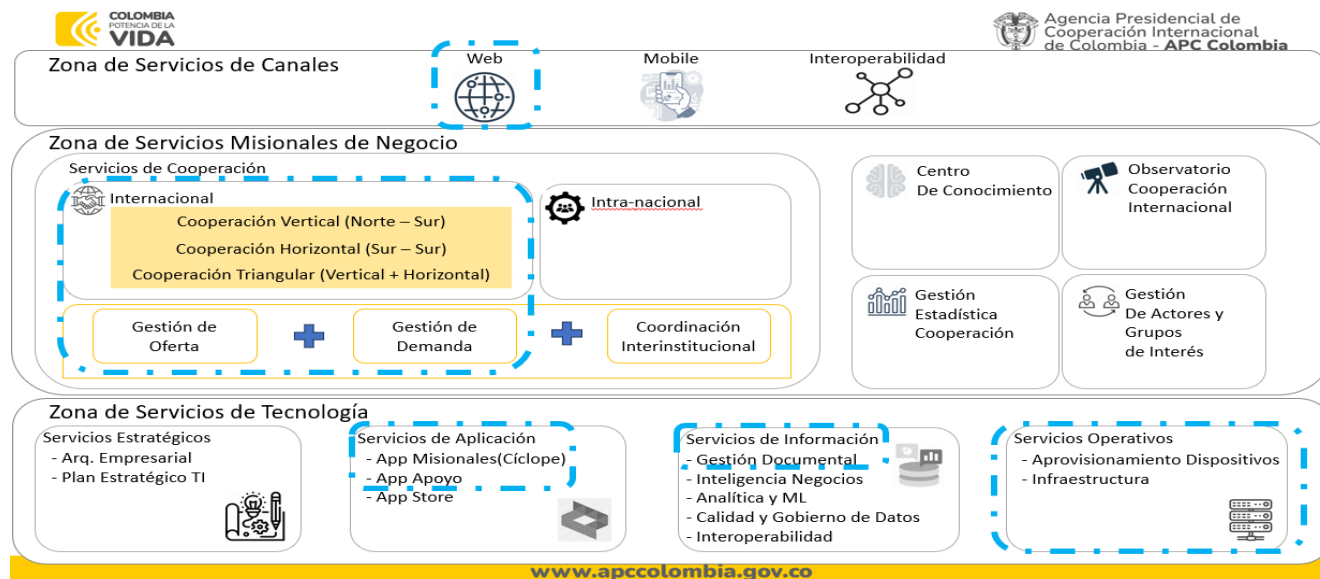 COLOMBIA
POTENCIA DE LA
VIDA
Agencia Presidencial de
Cooperación Internacional
de Colombia - APC Colombia
Zona de Servicios de Canales
Web
Mobile
Interoperabilidad
Zona de Servicios Misionales de Negocio
Servicios de Cooperación
Internacional
Cooperación Vertical (Norte – Sur)
Cooperación Horizontal (Sur – Sur)
Cooperación Triangular (Vertical + Horizontal)
Intra-nacional
Gestión de
Oferta
Gestión de
Demanda
Coordinación
Interinstitucional
Centro
De Conocimiento
Observatorio
Cooperación
Internacional
Gestión
Estadística
Cooperación
Gestión
De Actores y
Grupos
de Interés
Zona de Servicios de Tecnología
Servicios Estratégicos
- Arq. Empresarial
- Plan Estratégico TI
Servicios de Aplicación
- App Misionales(Cíclope)
- App Apoyo
- App Store
Servicios de Información
- Gestión Documental
- Inteligencia Negocios
- Analítica y ML
- Calidad y Gobierno de Datos
- Interoperabilidad
Servicios Operativos
- Aprovisionamiento Dispositivos
- Infraestructura
www.apccolombia.gov.co